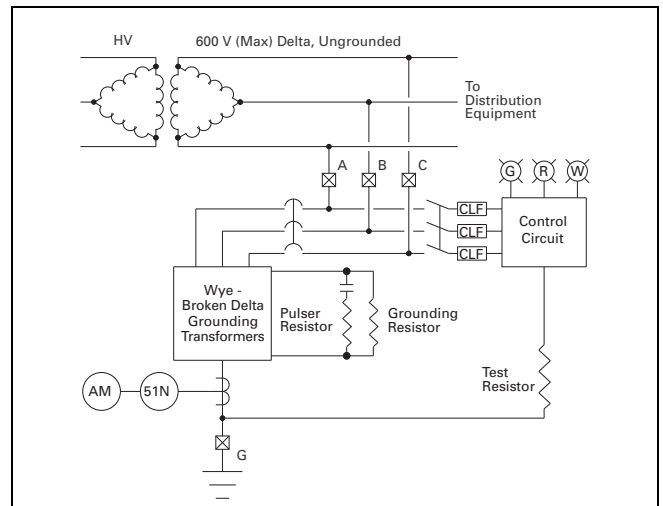 HV
600 V (Max) Delta, Ungrounded
To
Distribution
Equipment
A
B
C
G
R
W
CLF
CLF
CLF
Control
Circuit
Wye -
Broken Delta
Grounding
Transformers
Pulser
Resistor
Grounding
Resistor
Test
Resistor
AM
51N
G